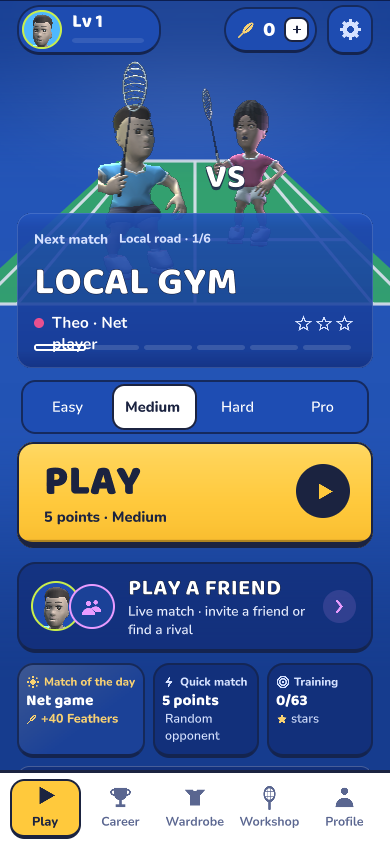 Lv 1
0
VS
Next match Local road · 1/6
LOCAL GYM
Theo · Net
player
Easy Medium Hard Pro
PLAY
5 points · Medium
PLAY A FRIEND
Live match · invite a friend or
find a rival
Match of the day
Net game
+40 Feathers
Quick match
5 points
Random
opponent
Training
0/63
stars
Play Career Wardrobe Workshop Profile